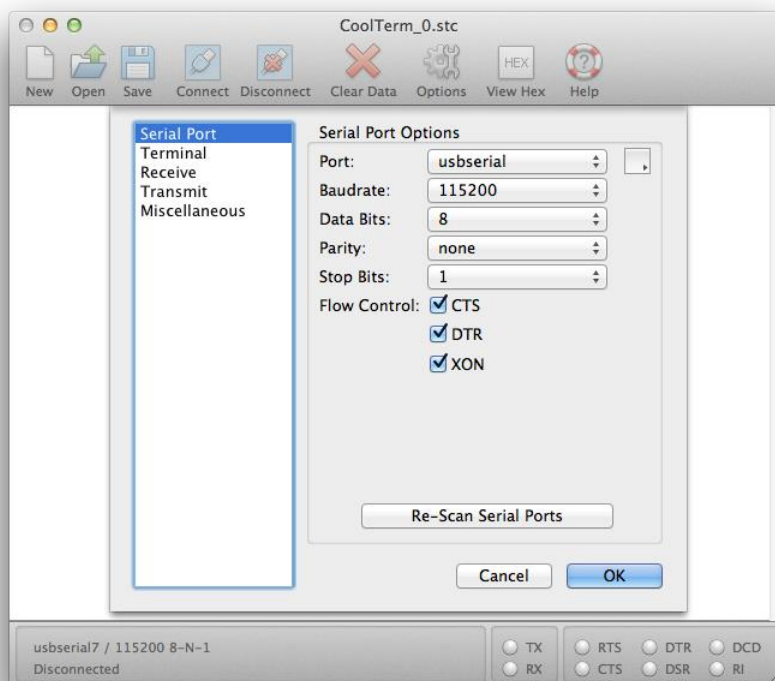 CoolTerm_0.stc
New Open Save Connect Disconnect Clear Data Options HEX View Hex ? Help
Serial Port
Terminal
Receive
Transmit
Miscellaneous
Serial Port Options
Port: usbserial
Baudrate: 115200
Data Bits: 8
Parity: none
Stop Bits: 1
Flow Control: CTS
DTR
XON
Re-Scan Serial Ports
Cancel OK
usbserial7 / 115200 8-N-1
Disconnected
TX RTS DTR DCD
RX CTS DSR RI